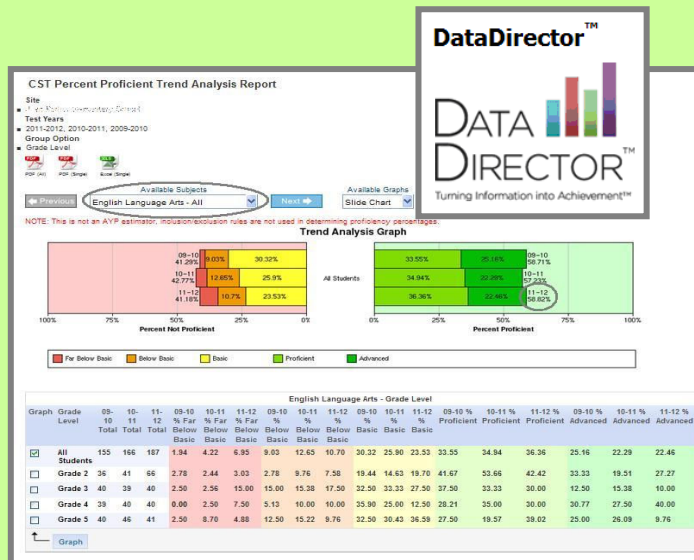 DataDirector™
DATA
DIRECTOR™
Turning Information into Achievement™
CST Percent Proficient Trend Analysis Report
Site
Test Years
2011-2012, 2010-2011, 2009-2010
Group Option
Grade Level
PDF (All) PDF (Single) Excel (Single)
Available Subjects Available Graphs
Previous English Language Arts - All Next Slide Chart
NOTE: This is not an AYP estimator, inclusion/exclusion rules are not used in determining proficiency percentages.
Trend Analysis Graph
09-10 41.29% 9.03% 30.32% 33.55% 25.16% 09-10 58.71%
10-11 42.77% 12.65% 25.9% All Students 34.94% 22.29% 10-11 57.23%
11-12 41.18% 10.7% 23.53% 36.36% 22.46% 11-12 58.82%
100% 75% 50% 25% 0% 0% 25% 50% 75% 100%
Percent Not Proficient Percent Proficient
Far Below Basic Below Basic Basic Proficient Advanced
English Language Arts - Grade Level
Graph Grade Level 09-10 Total 10-11 Total 11-12 Total 09-10 % Far Below Basic 10-11 % Far Below Basic 11-12 % Far Below Basic 09-10 % Below Basic 10-11 % Below Basic 11-12 % Below Basic 09-10 % Basic 10-11 % Basic 11-12 % Basic 09-10 % Proficient 10-11 % Proficient 11-12 % Proficient 09-10 % Advanced 10-11 % Advanced 11-12 % Advanced
All Students 155 166 187 1.94 4.22 6.95 9.03 12.65 10.70 30.32 25.90 23.53 33.55 34.94 36.36 25.16 22.29 22.46
Grade 2 36 41 66 2.78 2.44 3.03 2.78 9.76 7.58 19.44 14.63 19.70 41.67 53.66 42.42 33.33 19.51 27.27
Grade 3 40 39 40 2.50 2.56 15.00 15.00 15.38 17.50 32.50 33.33 27.50 37.50 33.33 30.00 12.50 15.38 10.00
Grade 4 39 40 40 0.00 2.50 7.50 5.13 10.00 10.00 35.90 25.00 12.50 28.21 35.00 30.00 30.77 27.50 40.00
Grade 5 40 46 41 2.50 8.70 4.88 12.50 15.22 9.76 32.50 30.43 36.59 27.50 19.57 39.02 25.00 26.09 9.76
Graph